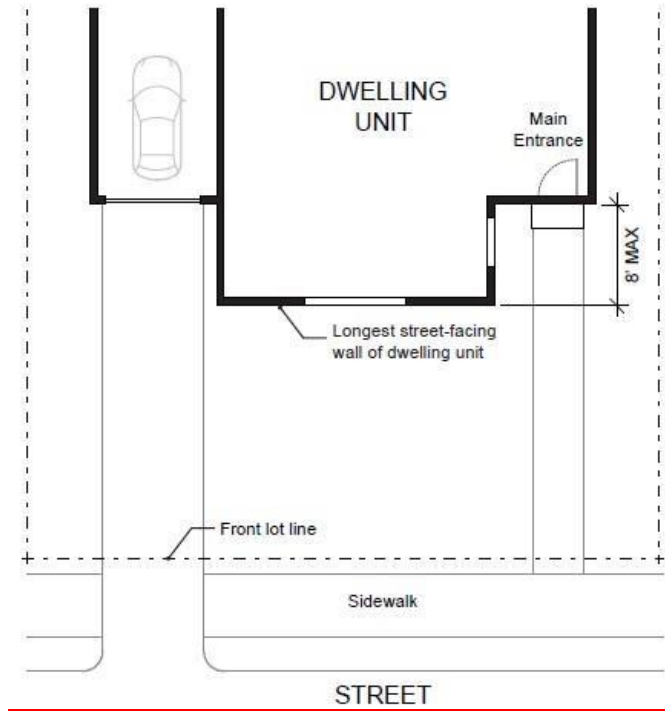 DWELLING
UNIT
Main
Entrance
8' MAX
Longest street-facing
wall of dwelling unit
Front lot line
Sidewalk
STREET